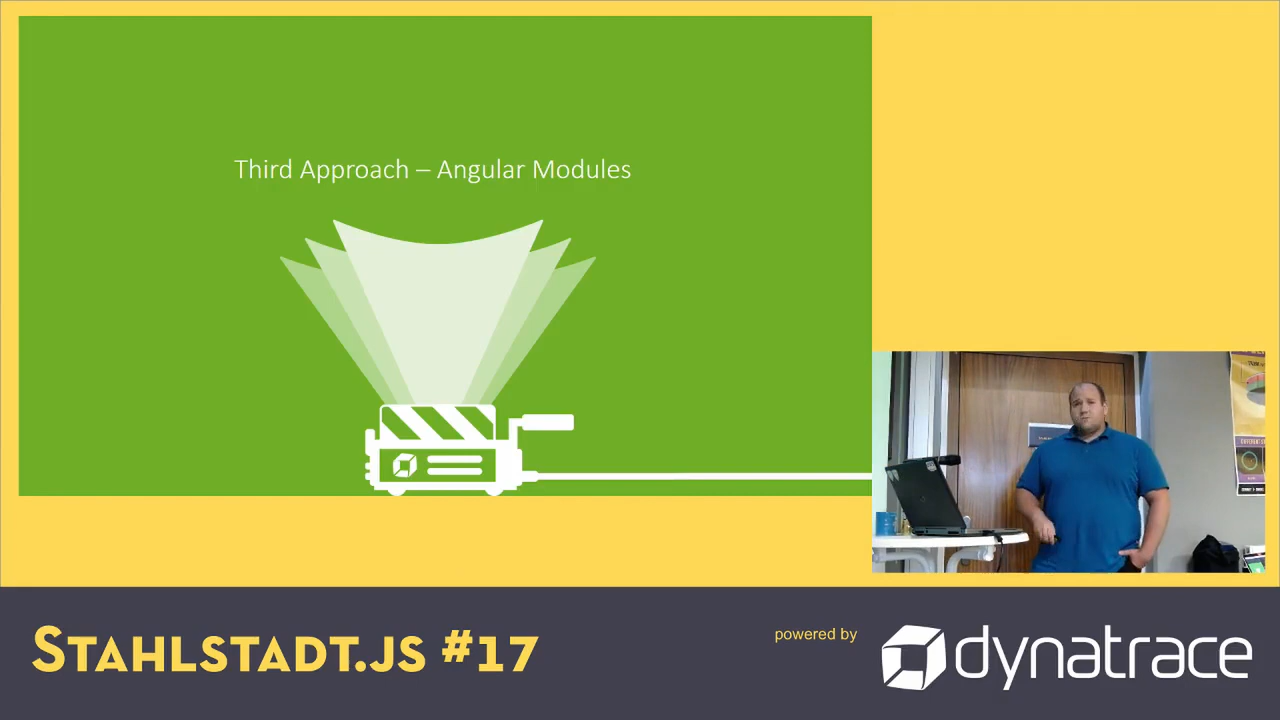 Third Approach – Angular Modules
STAHLSTADT.JS #17
powered by
dynatrace